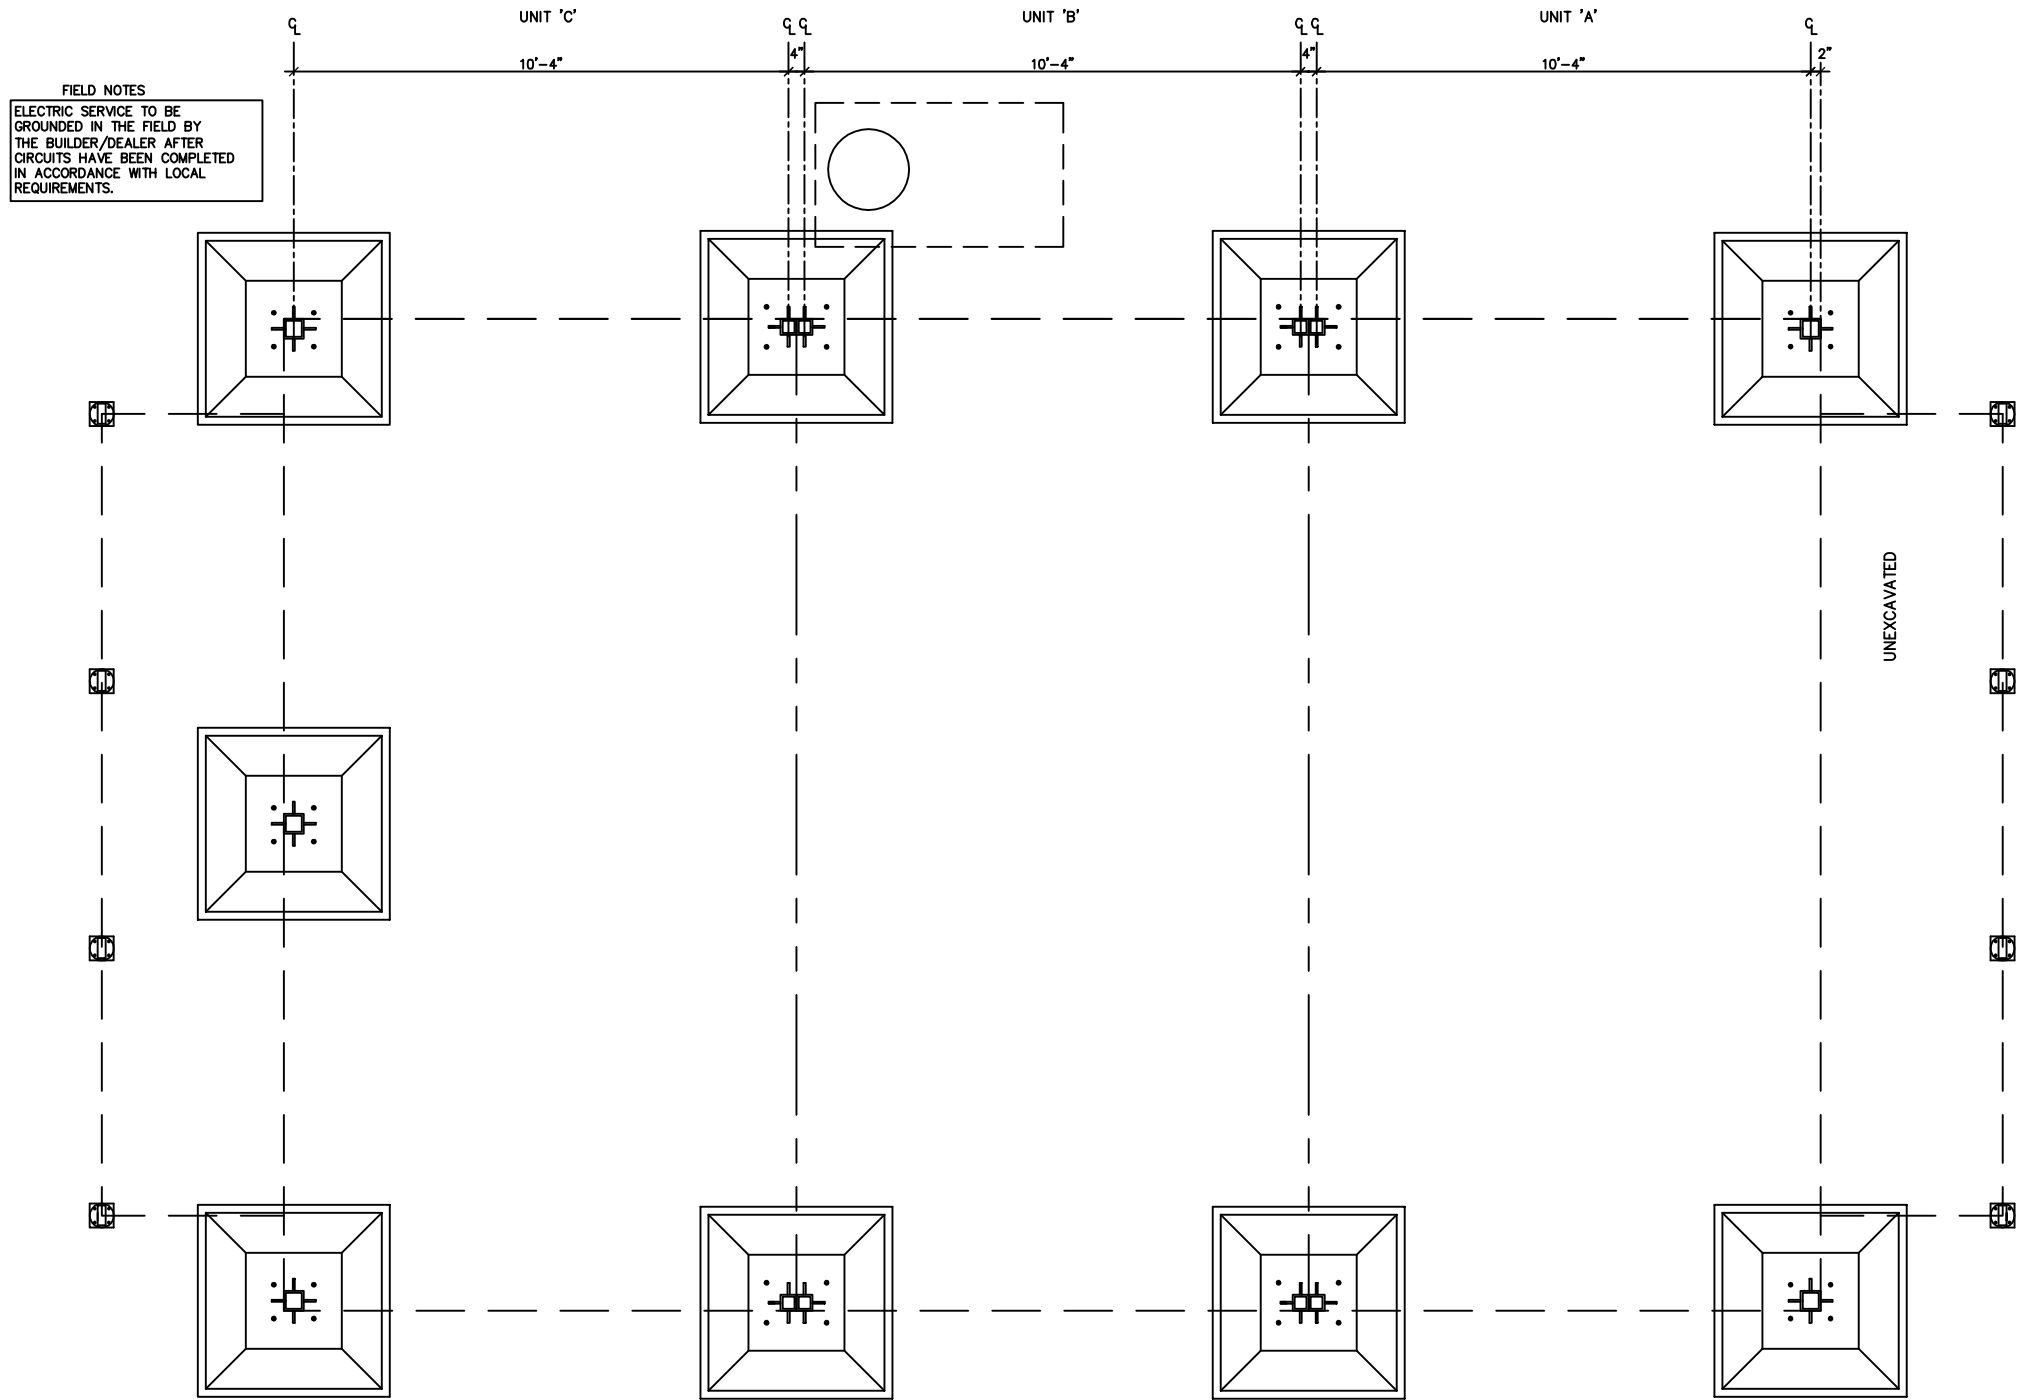 UNIT 'C'
UNIT 'B'
UNIT 'A'
CL
CL CL
CL CL
CL
10'-4"
4"
10'-4"
4"
10'-4"
2"
FIELD NOTES
ELECTRIC SERVICE TO BE
GROUNDED IN THE FIELD BY
THE BUILDER/DEALER AFTER
CIRCUITS HAVE BEEN COMPLETED
IN ACCORDANCE WITH LOCAL
REQUIREMENTS.
UNEXCAVATED